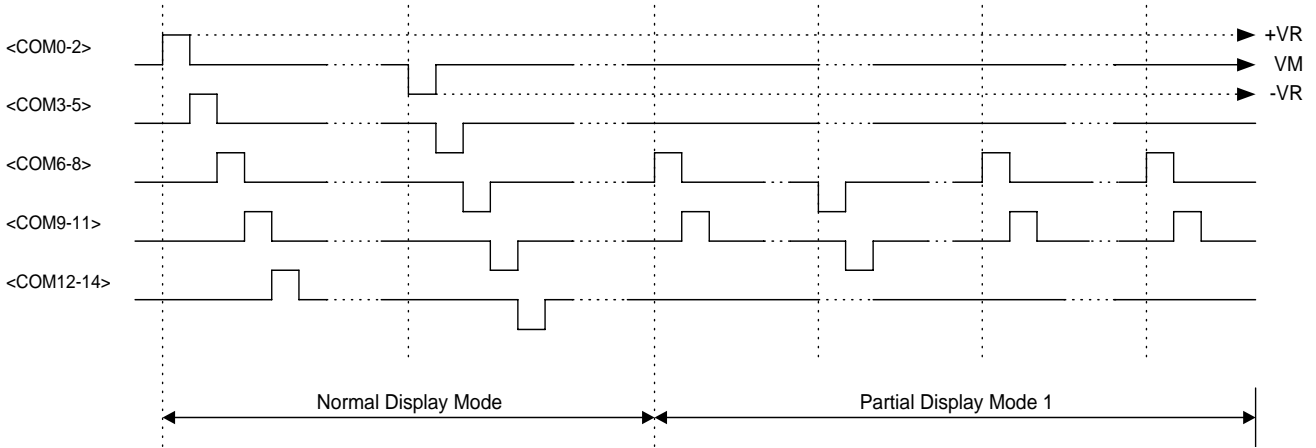 <COM0-2>
+VR
VM
-VR
<COM3-5>
<COM6-8>
<COM9-11>
<COM12-14>
Normal Display Mode
Partial Display Mode 1